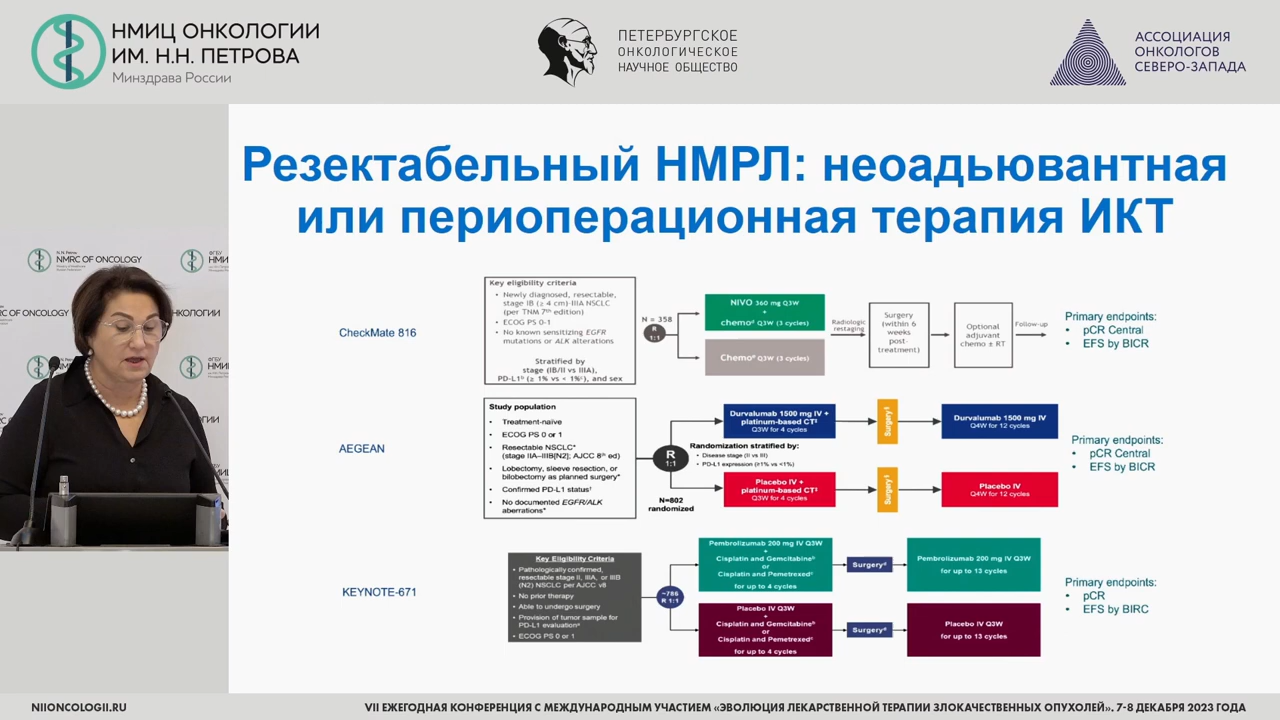 НМИЦ ОНКОЛОГИИ
ИМ. Н.Н. ПЕТРОВА
Минздрава России
ПЕТЕРБУРГСКОЕ
ОНКОЛОГИЧЕСКОЕ
НАУЧНОЕ ОБЩЕСТВО
АССОЦИАЦИЯ
ОНКОЛОГОВ
СЕВЕРО-ЗАПАДА
Резектабельный НМРЛ: неоадьювантная
или периоперационная терапия ИКТ
NMRC OF ONCOLOGY
CheckMate 816
Key eligibility criteria
• Newly diagnosed, resectable,
stage IB (≥ 4 cm)-IIIA NSCLC
(per TNM 7th edition)
• ECOG PS 0-1
• No known sensitizing EGFR
mutations or ALK alterations
Stratified by
stage (IB/II vs IIIA),
PD-L1b (≥ 1% vs < 1%c), and sex
N = 358
R
1:1
NIVO 360 mg Q3W
+
chemod Q3W (3 cycles)
Chemod Q3W (3 cycles)
Radiologic
restaging
Surgery
(within 6
weeks
post-
treatment)
Optional
adjuvant
chemo ± RT
Follow-up
Primary endpoints:
• pCR Central
• EFS by BICR
AEGEAN
Study population
• Treatment-naïve
• ECOG PS 0 or 1
• Resectable NSCLC*
(stage IIA–IIIB[N2]; AJCC 8th ed)
• Lobectomy, sleeve resection, or
bilobectomy as planned surgery*
• Confirmed PD-L1 status†
• No documented EGFR/ALK
aberrations*
R
1:1
N=802
randomized
Durvalumab 1500 mg IV +
platinum-based CT‡
Q3W for 4 cycles
Randomization stratified by:
• Disease stage (II vs III)
• PD-L1 expression (≥1% vs <1%)
Placebo IV +
platinum-based CT‡
Q3W for 4 cycles
Surgery
Surgery
Durvalumab 1500 mg IV
Q4W for 12 cycles
Placebo IV
Q4W for 12 cycles
Primary endpoints:
• pCR Central
• EFS by BICR
KEYNOTE-671
Key Eligibility Criteria
• Pathologically confirmed,
resectable stage II, IIIA, or IIIB
(N2) NSCLC per AJCC v8
• No prior therapy
• Able to undergo surgery
• Provision of tumor sample for
PD-L1 evaluationa
• ECOG PS 0 or 1
~786
R 1:1
Pembrolizumab 200 mg IV Q3W
+
Cisplatin and Gemcitabineb
or
Cisplatin and Pemetrexedc
for up to 4 cycles
Placebo IV Q3W
+
Cisplatin and Gemcitabineb
or
Cisplatin and Pemetrexedc
for up to 4 cycles
Surgeryd
Surgeryd
Pembrolizumab 200 mg IV Q3W
for up to 13 cycles
Placebo IV Q3W
for up to 13 cycles
Primary endpoints:
• pCR
• EFS by BIRC
NIIONCOLOGII.RU
VII ЕЖЕГОДНАЯ КОНФЕРЕНЦИЯ С МЕЖДУНАРОДНЫМ УЧАСТИЕМ «ЭВОЛЮЦИЯ ЛЕКАРСТВЕННОЙ ТЕРАПИИ ЗЛОКАЧЕСТВЕННЫХ ОПУХОЛЕЙ». 7-8 ДЕКАБРЯ 2023 ГОДА